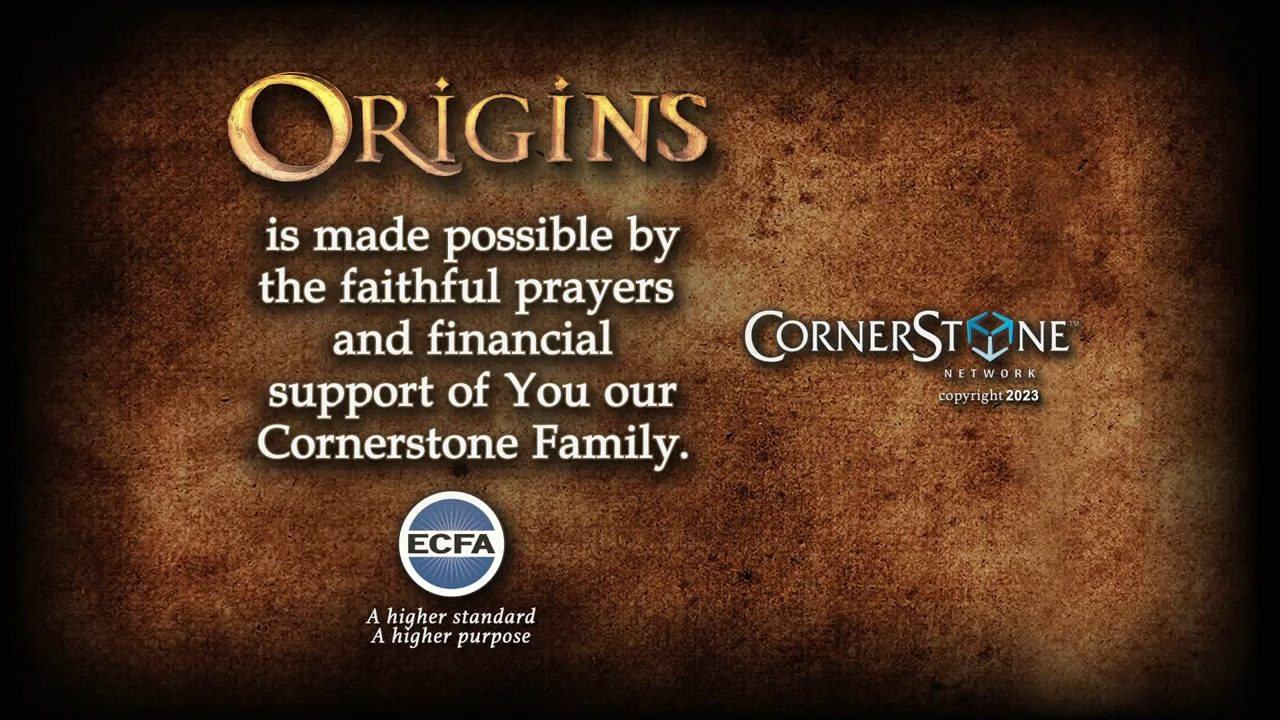 ORIGINS
is made possible by
the faithful prayers
and financial
support of You our
Cornerstone Family.
CORNERSTONE™
NETWORK
copyright 2023
ECFA
A higher standard
A higher purpose